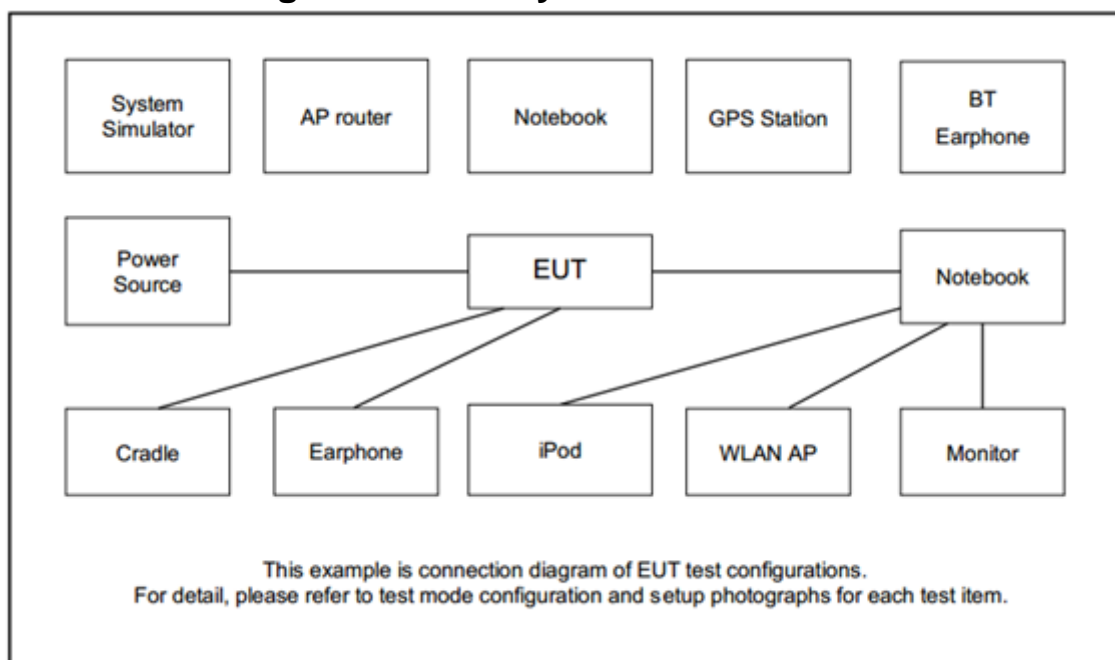 System
Simulator
AP router
Notebook
GPS Station
BT
Earphone
Power
Source
EUT
Notebook
Cradle
Earphone
iPod
WLAN AP
Monitor
This example is connection diagram of EUT test configurations.
For detail, please refer to test mode configuration and setup photographs for each test item.